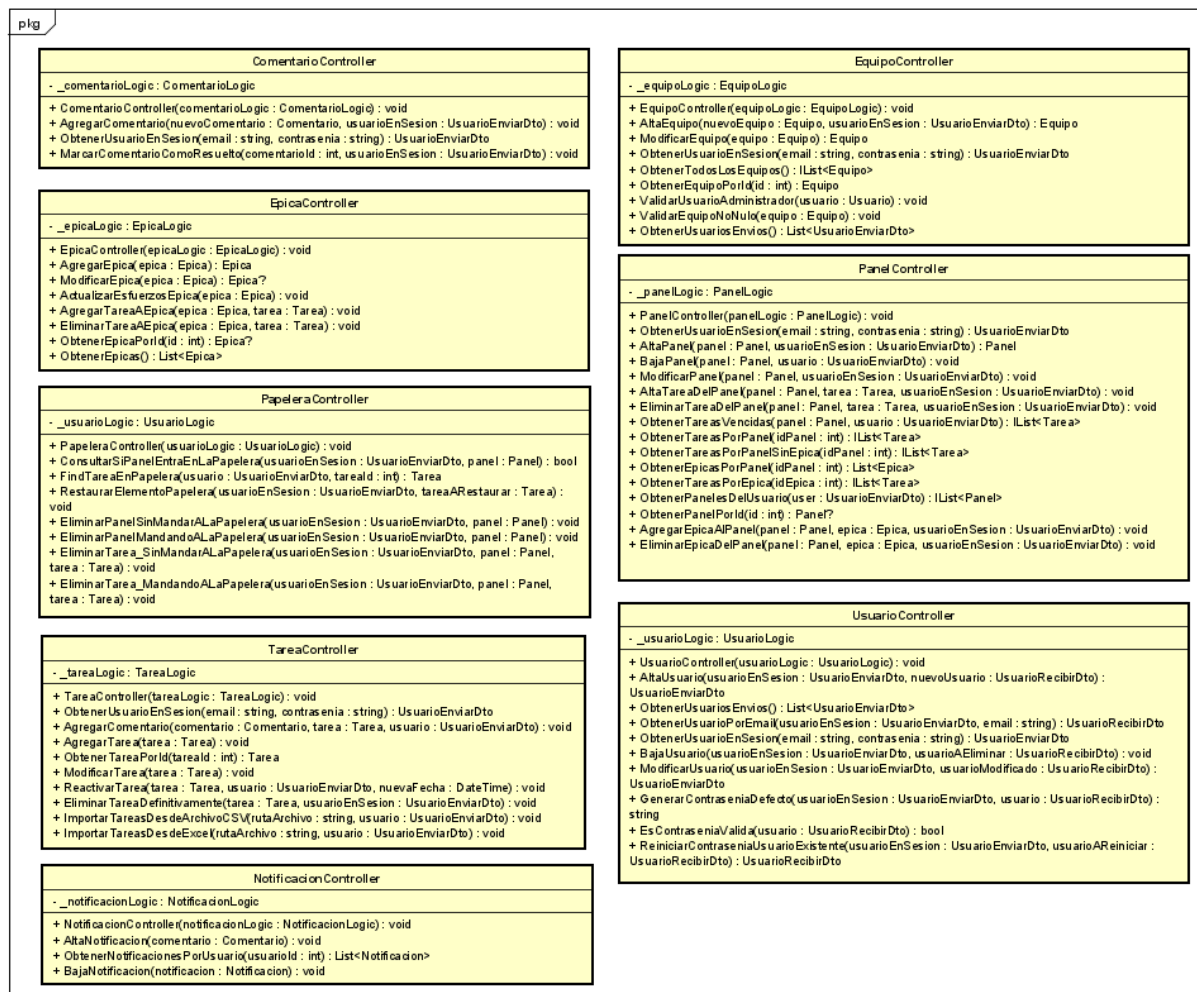 pkg
ComentarioController
- _comentarioLogic : ComentarioLogic
+ ComentarioController(comentarioLogic : ComentarioLogic) : void
+ AgregarComentario(nuevoComentario : Comentario, usuarioEnSesion : UsuarioEnviarDto) : void
+ ObtenerUsuarioEnSesion(email : string, contrasenia : string) : UsuarioEnviarDto
+ MarcarComentarioComoResuelto(comentarioId : int, usuarioEnSesion : UsuarioEnviarDto) : void
EpicaController
- _epicaLogic : EpicaLogic
+ EpicaController(epicaLogic : EpicaLogic) : void
+ AgregarEpica(epica : Epica) : Epica
+ ModificarEpica(epica : Epica) : Epica?
+ ActualizarEsfuerzosEpica(epica : Epica) : void
+ AgregarTareaAEpica(epica : Epica, tarea : Tarea) : void
+ EliminarTareaAEpica(epica : Epica, tarea : Tarea) : void
+ ObtenerEpicaPorId(id : int) : Epica?
+ ObtenerEpicas() : List<Epica>
PapeleraController
- _usuarioLogic : UsuarioLogic
+ PapeleraController(usuarioLogic : UsuarioLogic) : void
+ ConsultarSiPanelEntraEnLaPapelera(usuarioEnSesion : UsuarioEnviarDto, panel : Panel) : bool
+ FindTareaEnPapelera(usuario : UsuarioEnviarDto, tareaId : int) : Tarea
+ RestaurarElementoPapelera(usuarioEnSesion : UsuarioEnviarDto, tareaARestaurar : Tarea) :
void
+ EliminarPanelSinMandarALaPapelera(usuarioEnSesion : UsuarioEnviarDto, panel : Panel) : void
+ EliminarPanelMandandoALaPapelera(usuarioEnSesion : UsuarioEnviarDto, panel : Panel) : void
+ EliminarTarea_SinMandarALaPapelera(usuarioEnSesion : UsuarioEnviarDto, panel : Panel,
tarea : Tarea) : void
+ EliminarTarea_MandandoALaPapelera(usuarioEnSesion : UsuarioEnviarDto, panel : Panel,
tarea : Tarea) : void
TareaController
- _tareaLogic : TareaLogic
+ TareaController(tareaLogic : TareaLogic) : void
+ ObtenerUsuarioEnSesion(email : string, contrasenia : string) : UsuarioEnviarDto
+ AgregarComentario(comentario : Comentario, tarea : Tarea, usuario : UsuarioEnviarDto) : void
+ AgregarTarea(tarea : Tarea) : void
+ ObtenerTareaPorId(tareaId : int) : Tarea
+ ModificarTarea(tarea : Tarea) : void
+ ReactivarTarea(tarea : Tarea, usuario : UsuarioEnviarDto, nuevaFecha : DateTime) : void
+ EliminarTareaDefinitivamente(tarea : Tarea, usuarioEnSesion : UsuarioEnviarDto) : void
+ ImportarTareasDesdeArchivoCSV(rutaArchivo : string, usuario : UsuarioEnviarDto) : void
+ ImportarTareasDesdeExcel(rutaArchivo : string, usuario : UsuarioEnviarDto) : void
NotificacionController
- _notificacionLogic : NotificacionLogic
+ NotificacionController(notificacionLogic : NotificacionLogic) : void
+ AltaNotificacion(comentario : Comentario) : void
+ ObtenerNotificacionesPorUsuario(usuarioId : int) : List<Notificacion>
+ BajaNotificacion(notificacion : Notificacion) : void
EquipoController
- _equipoLogic : EquipoLogic
+ EquipoController(equipoLogic : EquipoLogic) : void
+ AltaEquipo(nuevoEquipo : Equipo, usuarioEnSesion : UsuarioEnviarDto) : Equipo
+ ModificarEquipo(equipo : Equipo) : Equipo
+ ObtenerUsuarioEnSesion(email : string, contrasenia : string) : UsuarioEnviarDto
+ ObtenerTodosLosEquipos() : IList<Equipo>
+ ObtenerEquipoPorId(id : int) : Equipo
+ ValidarUsuarioAdministrador(usuario : Usuario) : void
+ ValidarEquipoNoNulo(equipo : Equipo) : void
+ ObtenerUsuariosEnvios() : List<UsuarioEnviarDto>
PanelController
- _panelLogic : PanelLogic
+ PanelController(panelLogic : PanelLogic) : void
+ ObtenerUsuarioEnSesion(email : string, contrasenia : string) : UsuarioEnviarDto
+ AltaPanel(panel : Panel, usuarioEnSesion : UsuarioEnviarDto) : Panel
+ BajaPanel(panel : Panel, usuario : UsuarioEnviarDto) : void
+ ModificarPanel(panel : Panel, usuarioEnSesion : UsuarioEnviarDto) : void
+ AltaTareaDelPanel(panel : Panel, tarea : Tarea, usuarioEnSesion : UsuarioEnviarDto) : void
+ EliminarTareaDelPanel(panel : Panel, tarea : Tarea, usuarioEnSesion : UsuarioEnviarDto) : void
+ ObtenerTareasVencidas(panel : Panel, usuario : UsuarioEnviarDto) : IList<Tarea>
+ ObtenerTareasPorPanel(idPanel : int) : IList<Tarea>
+ ObtenerTareasPorPanelSinEpica(idPanel : int) : IList<Tarea>
+ ObtenerEpicasPorPanel(idPanel : int) : List<Epica>
+ ObtenerTareasPorEpica(idEpica : int) : IList<Tarea>
+ ObtenerPanelesDelUsuario(user : UsuarioEnviarDto) : IList<Panel>
+ ObtenerPanelPorId(id : int) : Panel?
+ AgregarEpicaAlPanel(panel : Panel, epica : Epica, usuarioEnSesion : UsuarioEnviarDto) : void
+ EliminarEpicaDelPanel(panel : Panel, epica : Epica, usuarioEnSesion : UsuarioEnviarDto) : void
UsuarioController
- _usuarioLogic : UsuarioLogic
+ UsuarioController(usuarioLogic : UsuarioLogic) : void
+ AltaUsuario(usuarioEnSesion : UsuarioEnviarDto, nuevoUsuario : UsuarioRecibirDto) :
UsuarioEnviarDto
+ ObtenerUsuariosEnvios() : List<UsuarioEnviarDto>
+ ObtenerUsuarioPorEmail(usuarioEnSesion : UsuarioEnviarDto, email : string) : UsuarioRecibirDto
+ ObtenerUsuarioEnSesion(email : string, contrasenia : string) : UsuarioEnviarDto
+ BajaUsuario(usuarioEnSesion : UsuarioEnviarDto, usuarioAEliminar : UsuarioRecibirDto) : void
+ ModificarUsuario(usuarioEnSesion : UsuarioEnviarDto, usuarioModificado : UsuarioRecibirDto) :
UsuarioEnviarDto
+ GenerarContraseniaDefecto(usuarioEnSesion : UsuarioEnviarDto, usuario : UsuarioRecibirDto) :
string
+ EsContraseniaValida(usuario : UsuarioRecibirDto) : bool
+ ReiniciarContraseniaUsuarioExistente(usuarioEnSesion : UsuarioEnviarDto, usuarioAReiniciar :
UsuarioRecibirDto) : UsuarioRecibirDto